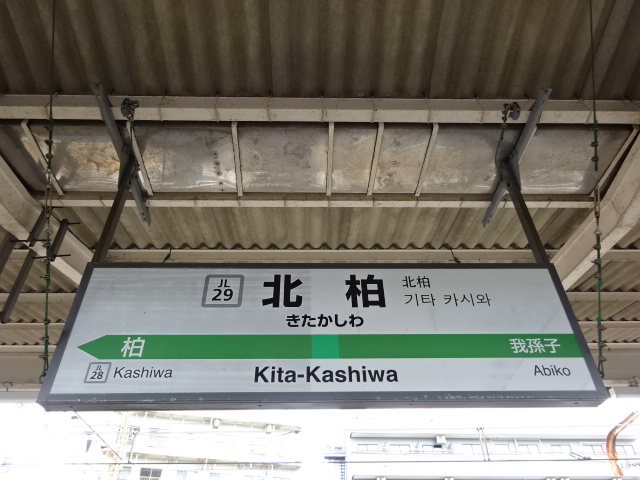 JL
29
北 柏
北柏
기타 카시와
きたかしわ
柏
我孫子
JL
28
Kashiwa
Kita-Kashiwa
Abiko